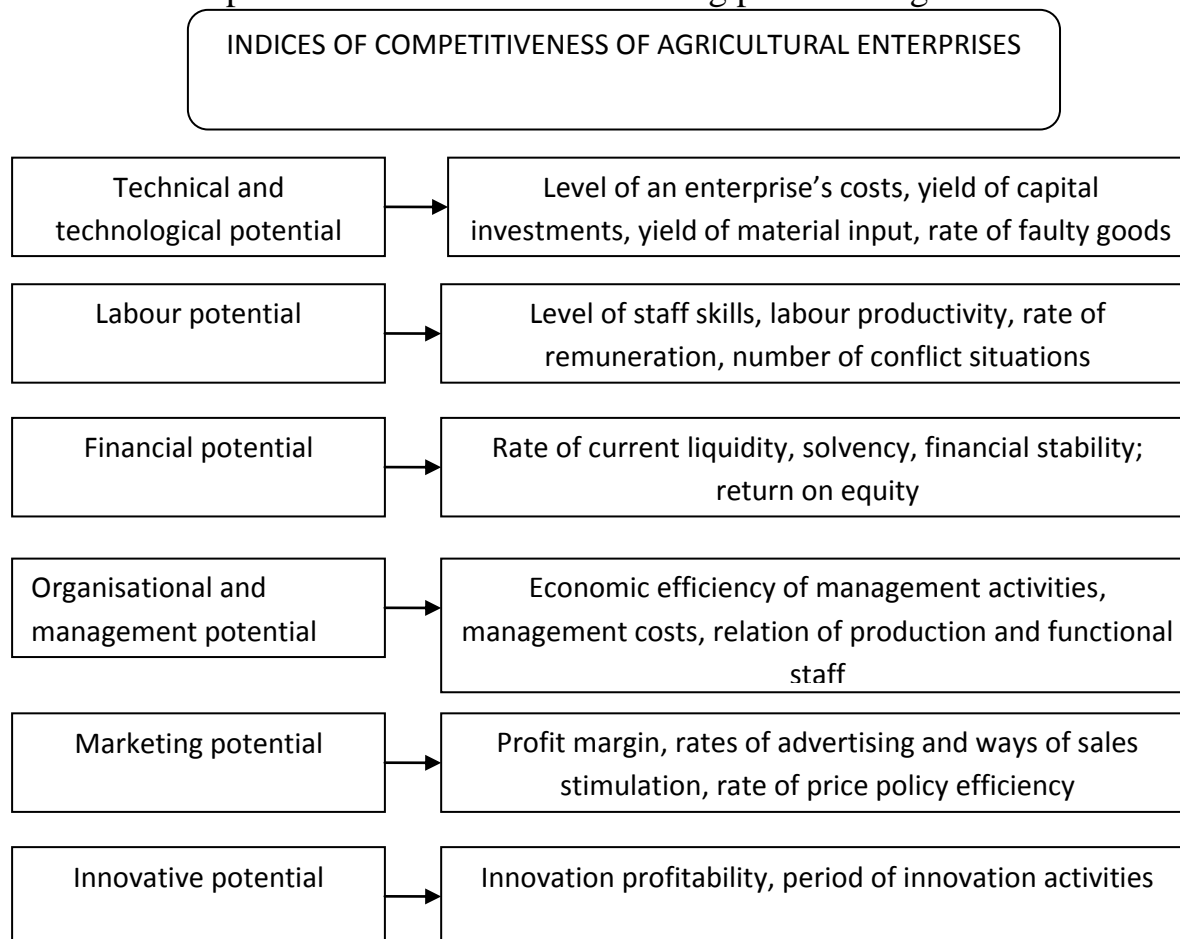 INDICES OF COMPETITIVENESS OF AGRICULTURAL ENTERPRISES
Technical and
technological potential
Level of an enterprise’s costs, yield of capital
investments, yield of material input, rate of faulty goods
Labour potential
Level of staff skills, labour productivity, rate of
remuneration, number of conflict situations
Financial potential
Rate of current liquidity, solvency, financial stability;
return on equity
Organisational and
management potential
Economic efficiency of management activities,
management costs, relation of production and functional
staff
Marketing potential
Profit margin, rates of advertising and ways of sales
stimulation, rate of price policy efficiency
Innovative potential
Innovation profitability, period of innovation activities